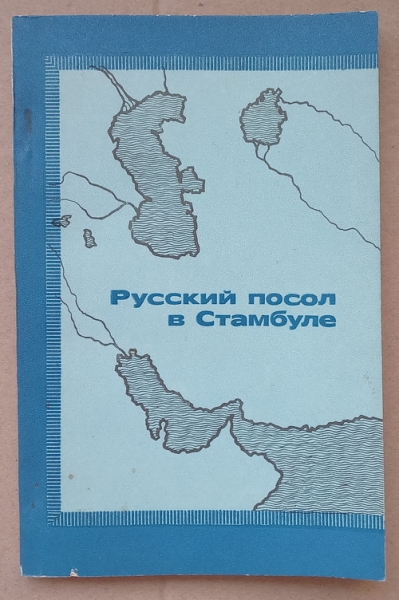 Русский посол
в Стамбуле